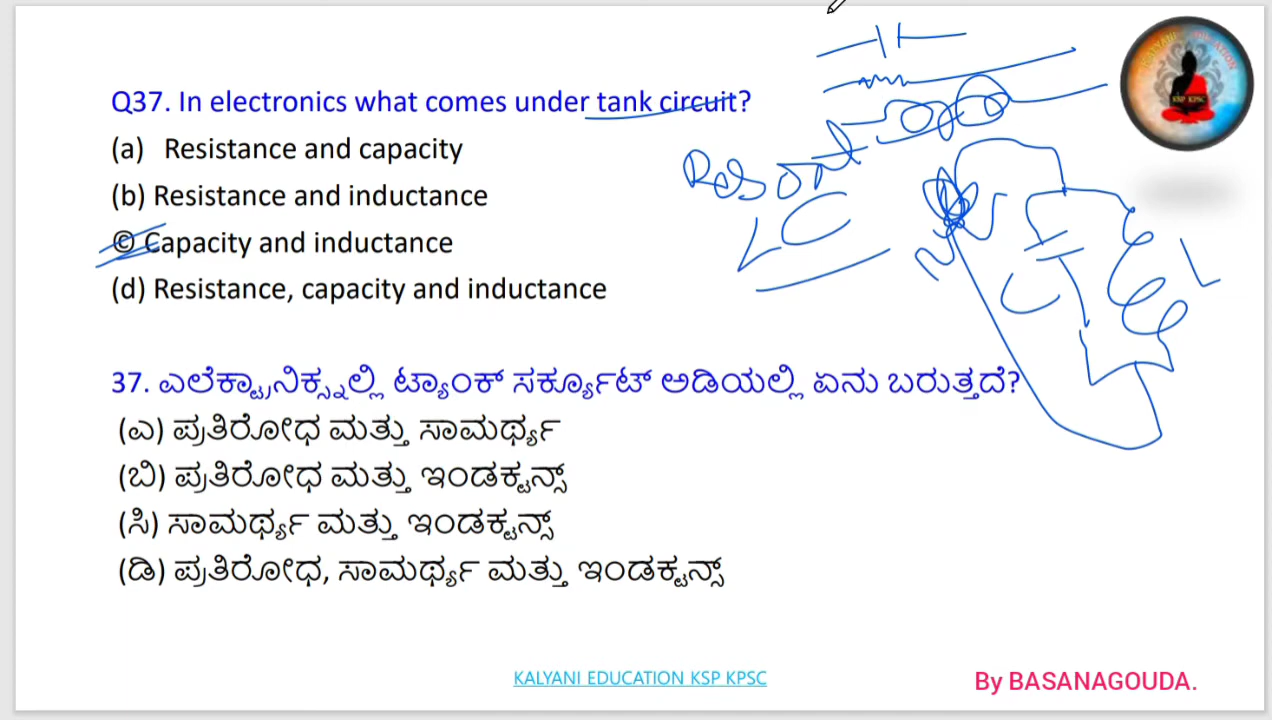 Q37. In electronics what comes under tank circuit?
(a) Resistance and capacity
(b) Resistance and inductance
© Capacity and inductance
(d) Resistance, capacity and inductance
LC
C
L
37. ಎಲೆಕ್ಟ್ರಾನಿಕ್ಸ್ನಲ್ಲಿ ಟ್ಯಾಂಕ್ ಸರ್ಕ್ಯೂಟ್ ಅಡಿಯಲ್ಲಿ ಏನು ಬರುತ್ತದೆ?
(ಎ) ಪ್ರತಿರೋಧ ಮತ್ತು ಸಾಮರ್ಥ್ಯ
(ಬಿ) ಪ್ರತಿರೋಧ ಮತ್ತು ಇಂಡಕ್ಟನ್ಸ್
(ಸಿ) ಸಾಮರ್ಥ್ಯ ಮತ್ತು ಇಂಡಕ್ಟನ್ಸ್
(ಡಿ) ಪ್ರತಿರೋಧ, ಸಾಮರ್ಥ್ಯ ಮತ್ತು ಇಂಡಕ್ಟನ್ಸ್
KALYANI EDUCATION KSP KPSC
By BASANAGOUDA.